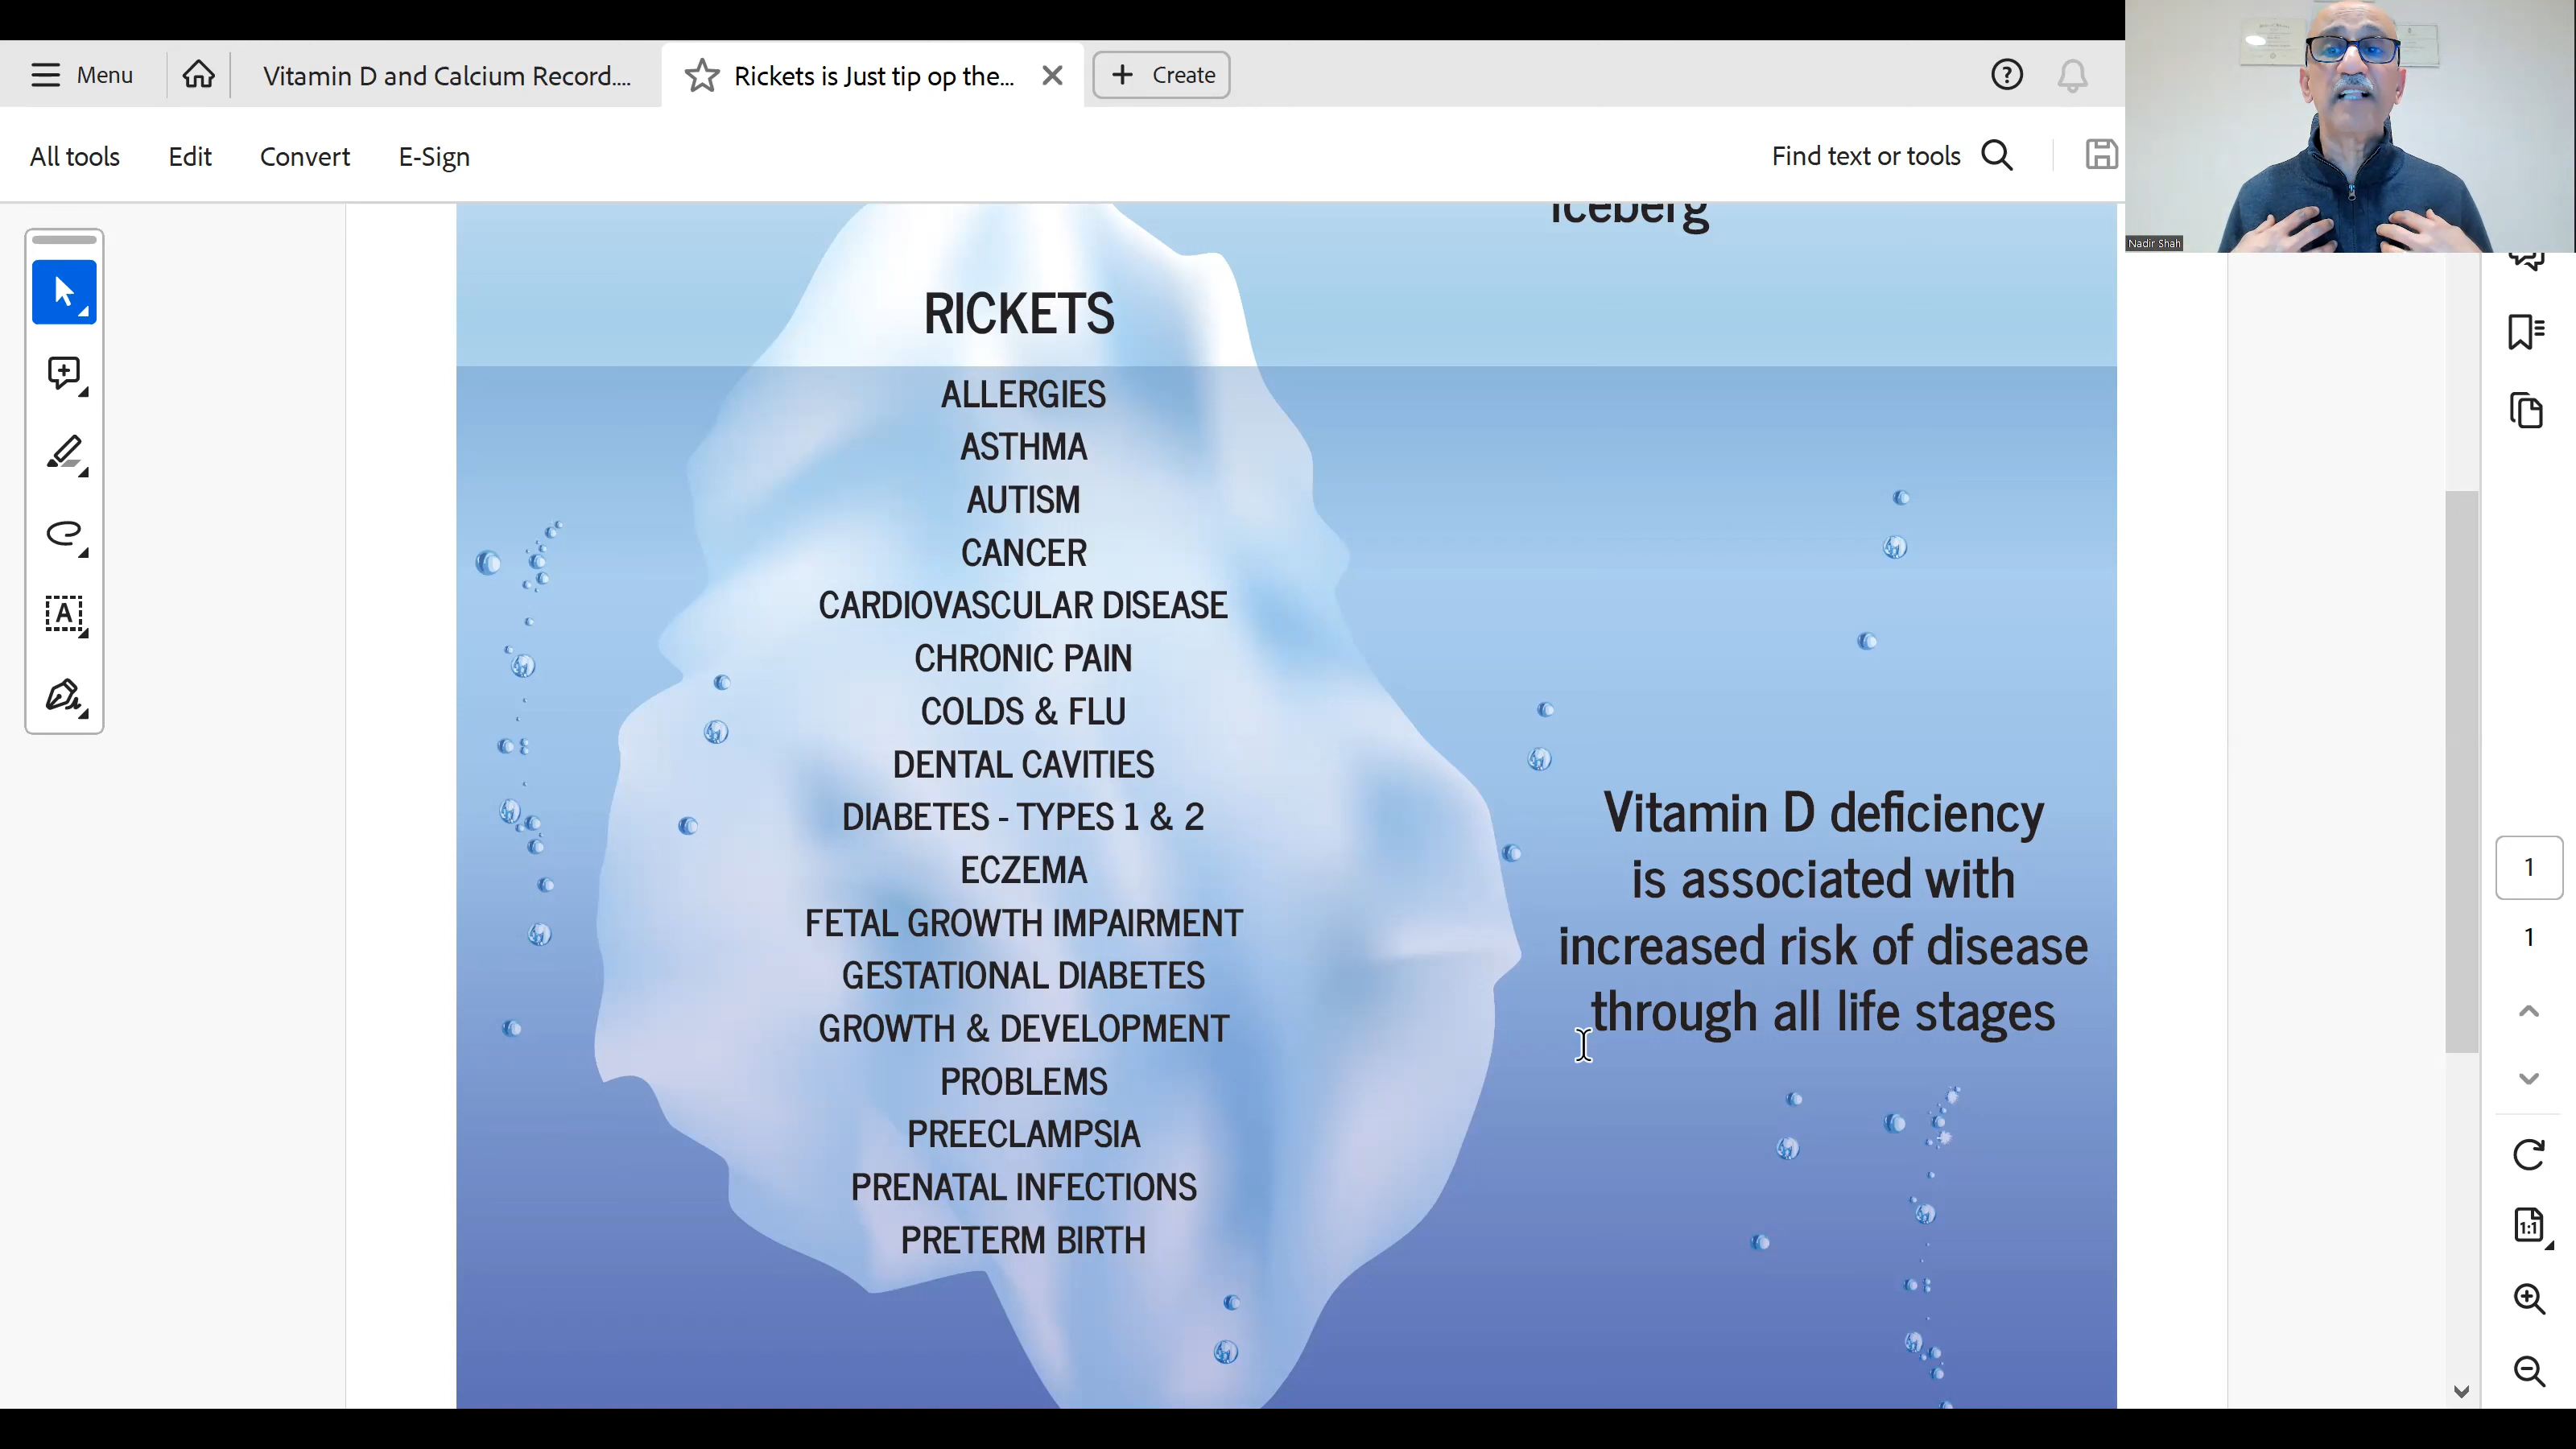 Menu
Vitamin D and Calcium Record....
Rickets is Just tip op the...
Create
All tools
Edit
Convert
E-Sign
Find text or tools
Nadir Shah
iceberg
RICKETS
ALLERGIES
ASTHMA
AUTISM
CANCER
CARDIOVASCULAR DISEASE
CHRONIC PAIN
COLDS & FLU
DENTAL CAVITIES
DIABETES - TYPES 1 & 2
ECZEMA
FETAL GROWTH IMPAIRMENT
GESTATIONAL DIABETES
GROWTH & DEVELOPMENT
PROBLEMS
PREECLAMPSIA
PRENATAL INFECTIONS
PRETERM BIRTH
Vitamin D deficiency
is associated with
increased risk of disease
through all life stages
1
1
1:1